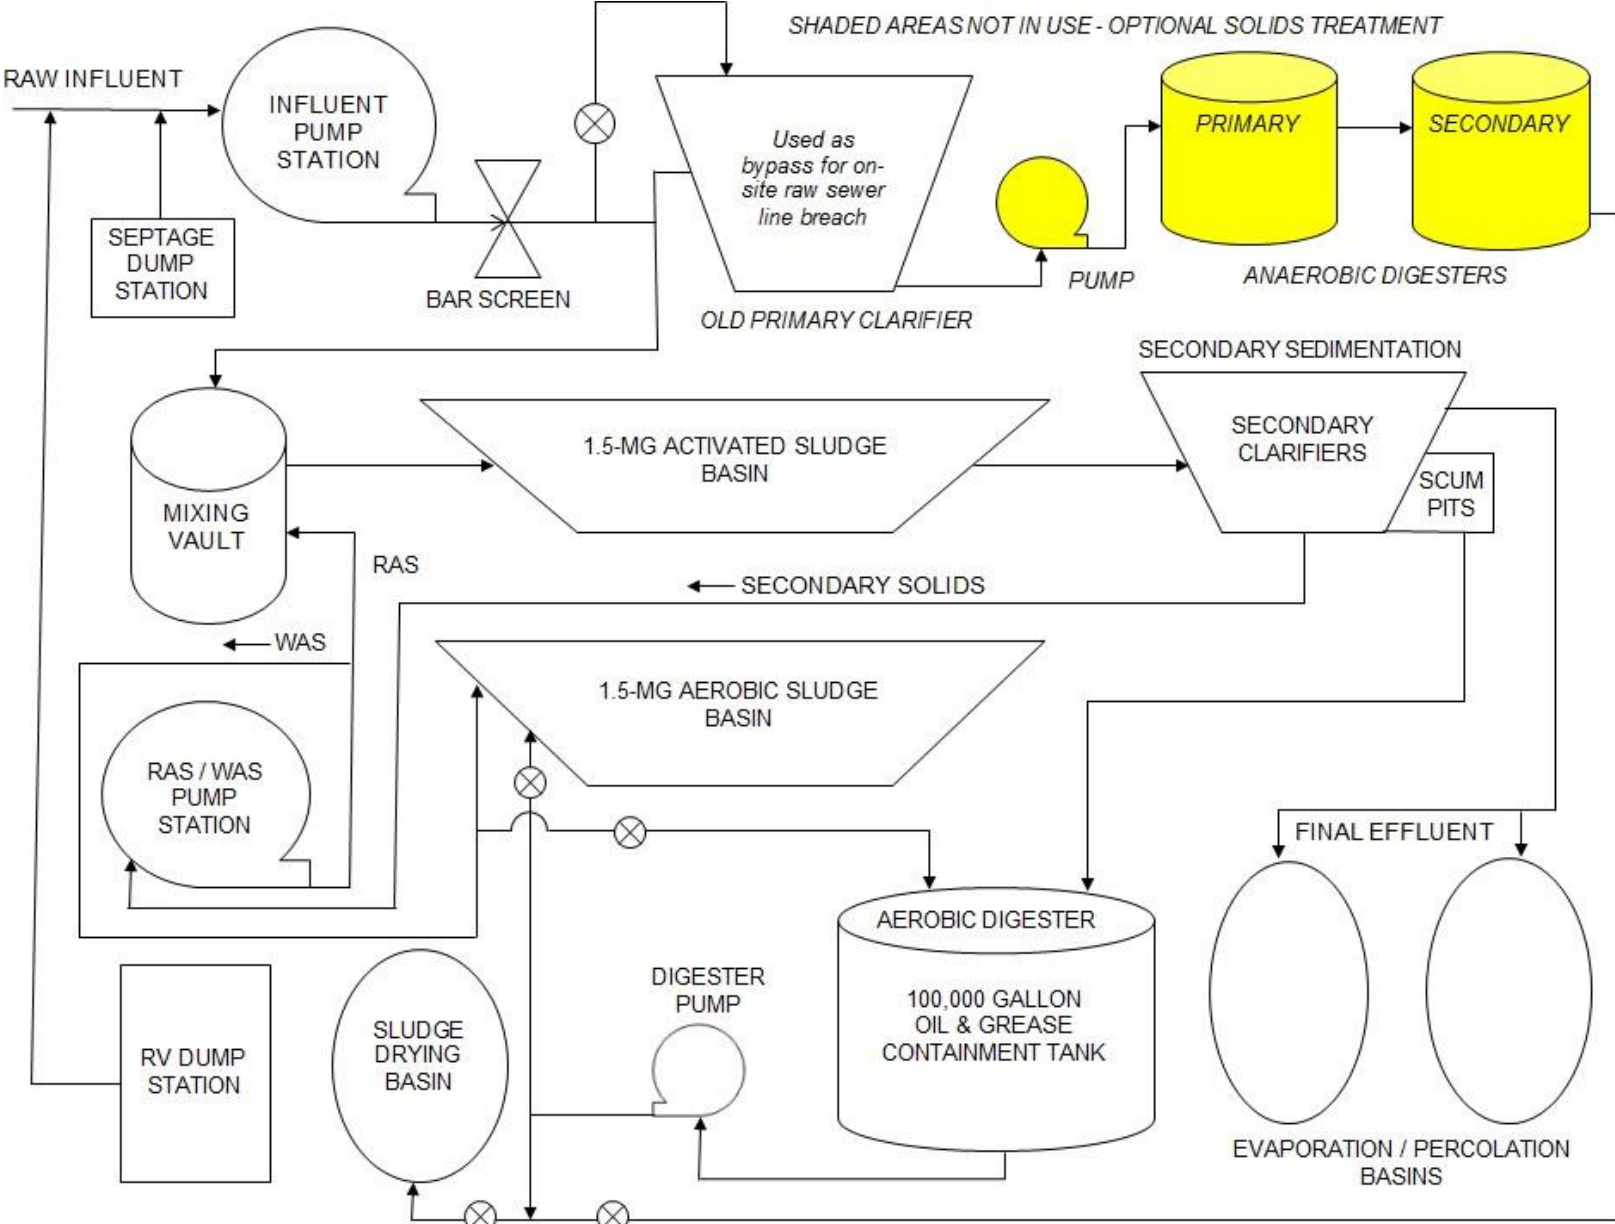 SHADED AREAS NOT IN USE - OPTIONAL SOLIDS TREATMENT
RAW INFLUENT
INFLUENT
PUMP
STATION
SEPTAGE
DUMP
STATION
BAR SCREEN
Used as
bypass for on-
site raw sewer
line breach
OLD PRIMARY CLARIFIER
PUMP
PRIMARY
SECONDARY
ANAEROBIC DIGESTERS
MIXING
VAULT
1.5-MG ACTIVATED SLUDGE
BASIN
SECONDARY SEDIMENTATION
SECONDARY
CLARIFIERS
SCUM
PITS
RAS
SECONDARY SOLIDS
WAS
1.5-MG AEROBIC SLUDGE
BASIN
RAS / WAS
PUMP
STATION
FINAL EFFLUENT
AEROBIC DIGESTER
100,000 GALLON
OIL & GREASE
CONTAINMENT TANK
DIGESTER
PUMP
SLUDGE
DRYING
BASIN
RV DUMP
STATION
EVAPORATION / PERCOLATION
BASINS